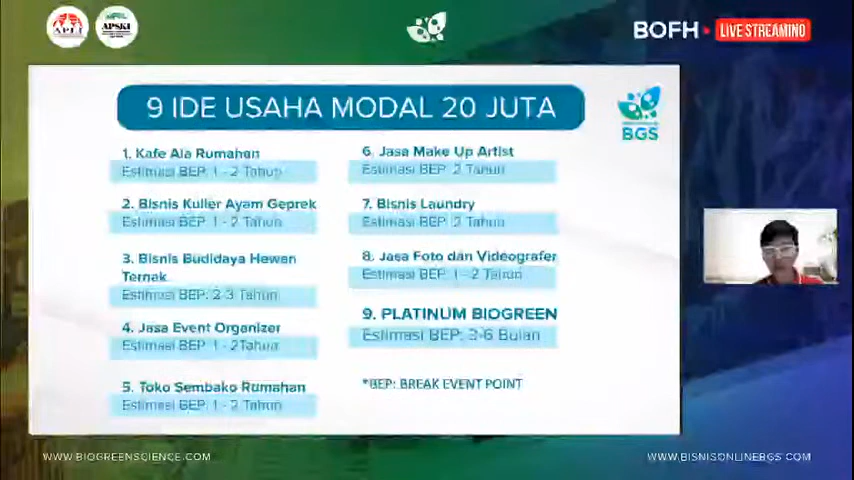 APLI
APSKI
BOFH
LIVE STREAMING
9 IDE USAHA MODAL 20 JUTA
BGS
1. Kafe Ala Rumahan
Estimasi BEP: 1 - 2 Tahun
2. Bisnis Kuliner Ayam Geprek
Estimasi BEP: 1 - 2 Tahun
3. Bisnis Budidaya Hewan
Ternak
Estimasi BEP: 2-3 Tahun
4. Jasa Event Organizer
Estimasi BEP: 1 - 2Tahun
5. Toko Sembako Rumahan
Estimasi BEP: 1 - 2 Tahun
6. Jasa Make Up Artist
Estimasi BEP: 2 Tahun
7. Bisnis Laundry
Estimasi BEP: 2 Tahun
8. Jasa Foto dan Videografer
Estimasi BEP: 1 - 2 Tahun
9. PLATINUM BIOGREEN
Estimasi BEP: 3-6 Bulan
*BEP: BREAK EVENT POINT
WWW.BIOGREENSCIENCE.COM
WWW.BISNISONLINEBGS.COM